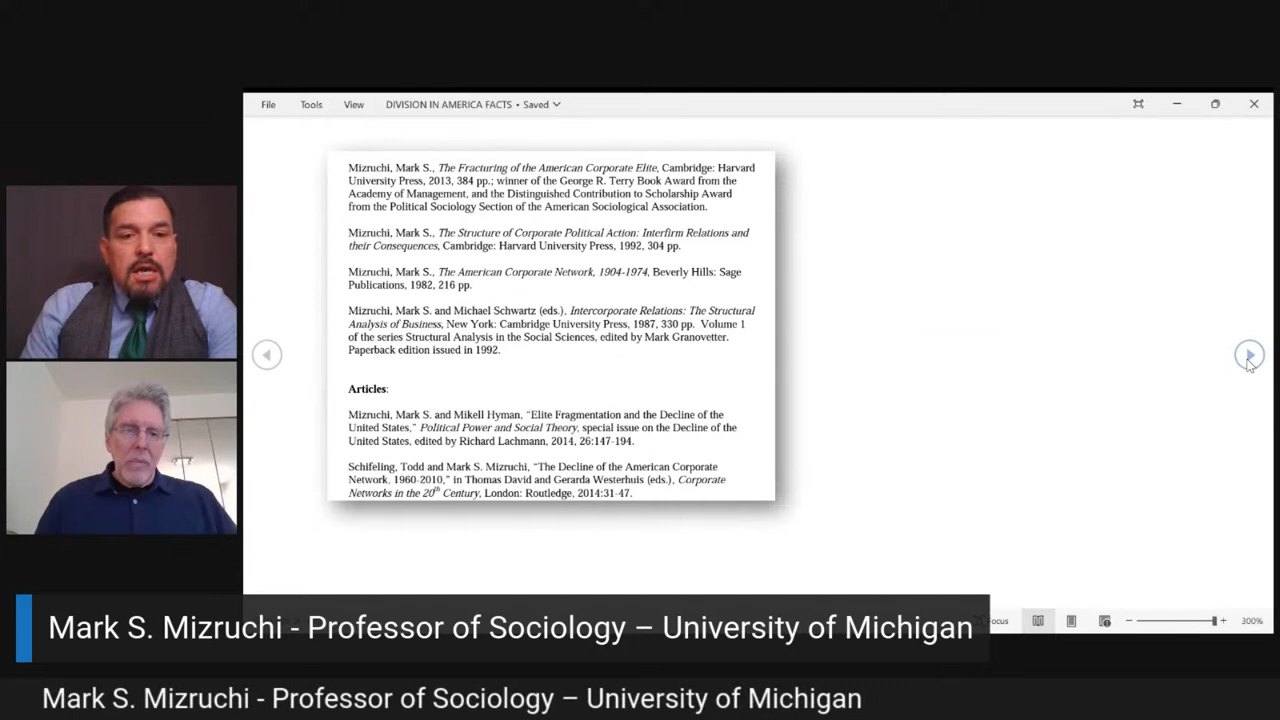 File Tools View DIVISION IN AMERICA FACTS • Saved
Mizruchi, Mark S., The Fracturing of the American Corporate Elite, Cambridge: Harvard
University Press, 2013, 384 pp.; winner of the George R. Terry Book Award from the
Academy of Management, and the Distinguished Contribution to Scholarship Award
from the Political Sociology Section of the American Sociological Association.
Mizruchi, Mark S., The Structure of Corporate Political Action: Interfirm Relations and
their Consequences, Cambridge: Harvard University Press, 1992, 304 pp.
Mizruchi, Mark S., The American Corporate Network, 1904-1974, Beverly Hills: Sage
Publications, 1982, 216 pp.
Mizruchi, Mark S. and Michael Schwartz (eds.), Intercorporate Relations: The Structural
Analysis of Business, New York: Cambridge University Press, 1987, 330 pp. Volume 1
of the series Structural Analysis in the Social Sciences, edited by Mark Granovetter.
Paperback edition issued in 1992.
Articles:
Mizruchi, Mark S. and Mikell Hyman, “Elite Fragmentation and the Decline of the
United States,” Political Power and Social Theory, special issue on the Decline of the
United States, edited by Richard Lachmann, 2014, 26:147-194.
Schifeling, Todd and Mark S. Mizruchi, “The Decline of the American Corporate
Network, 1960-2010,” in Thomas David and Gerarda Westerhuis (eds.), Corporate
Networks in the 20th Century, London: Routledge, 2014:31-47.
300%
Mark S. Mizruchi - Professor of Sociology – University of Michigan
Mark S. Mizruchi - Professor of Sociology – University of Michigan